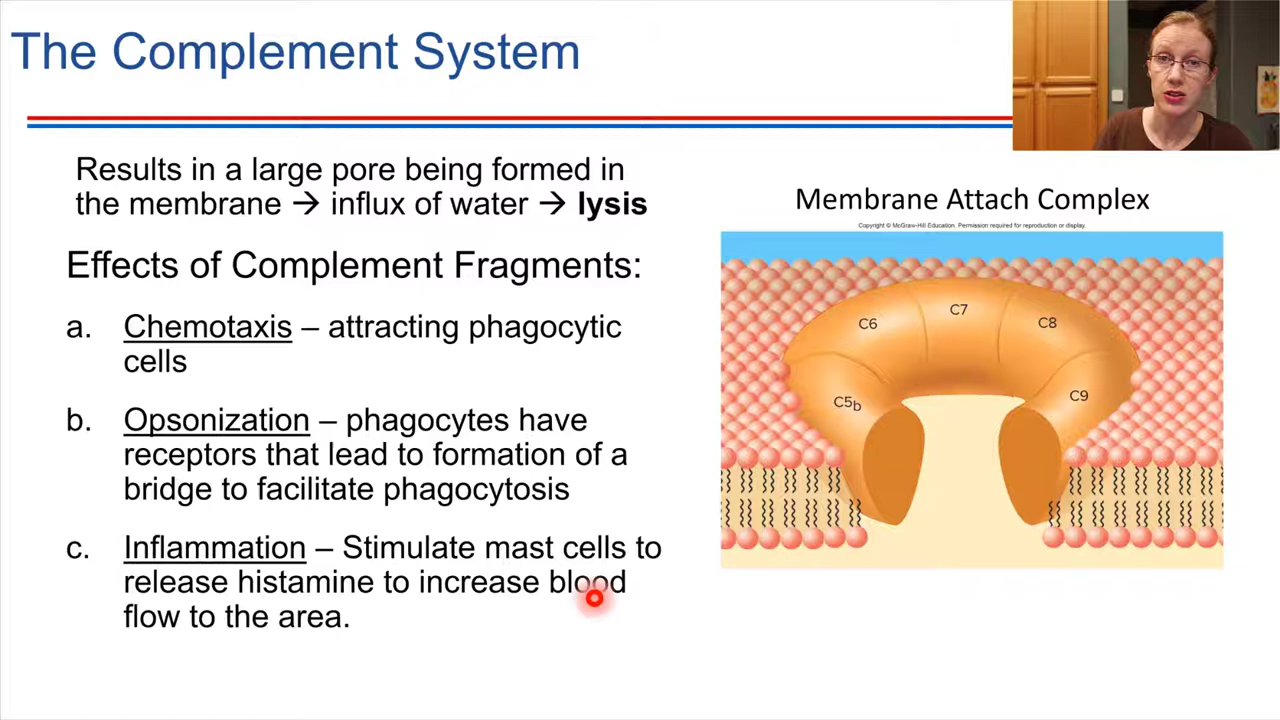 The Complement System
Results in a large pore being formed in
the membrane → influx of water → lysis
Effects of Complement Fragments:
a. Chemotaxis – attracting phagocytic
cells
b. Opsonization – phagocytes have
receptors that lead to formation of a
bridge to facilitate phagocytosis
c. Inflammation – Stimulate mast cells to
release histamine to increase blood
flow to the area.
Membrane Attach Complex
Copyright © McGraw-Hill Education. Permission required for reproduction or display.
C6
C7
C8
C5b
C9